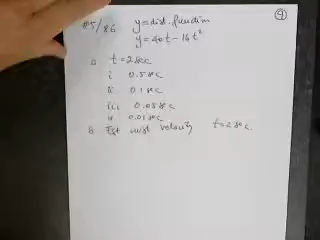 #5/86 y = dist. function
y = 40t - 16t²
a t = 2 sec
i 0.5 sec
ii 0.1 sec
iii 0.05 sec
iv 0.01 sec
B Est inst velocity t = 2 sec.
④